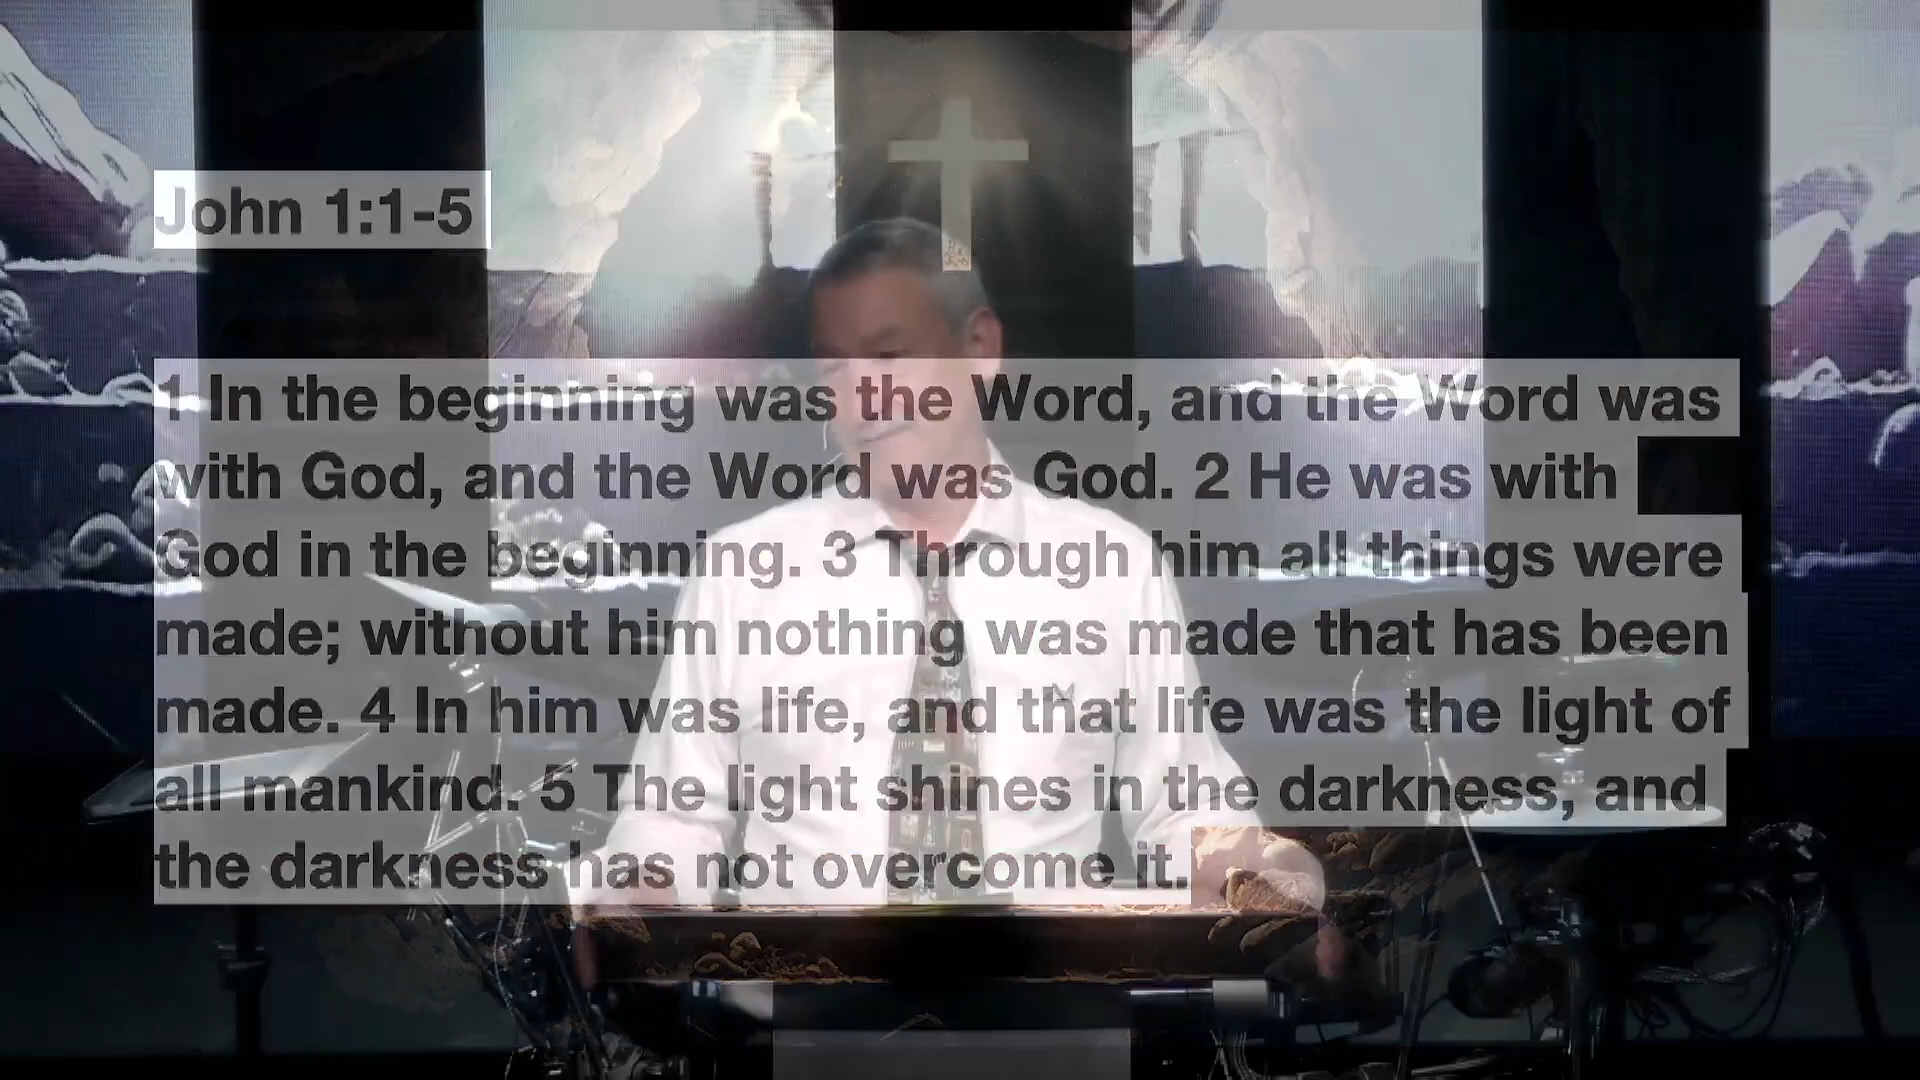 John 1:1-5
1 In the beginning was the Word, and the Word was
with God, and the Word was God. 2 He was with
God in the beginning. 3 Through him all things were
made; without him nothing was made that has been
made. 4 In him was life, and that life was the light of
all mankind. 5 The light shines in the darkness, and
the darkness has not overcome it.